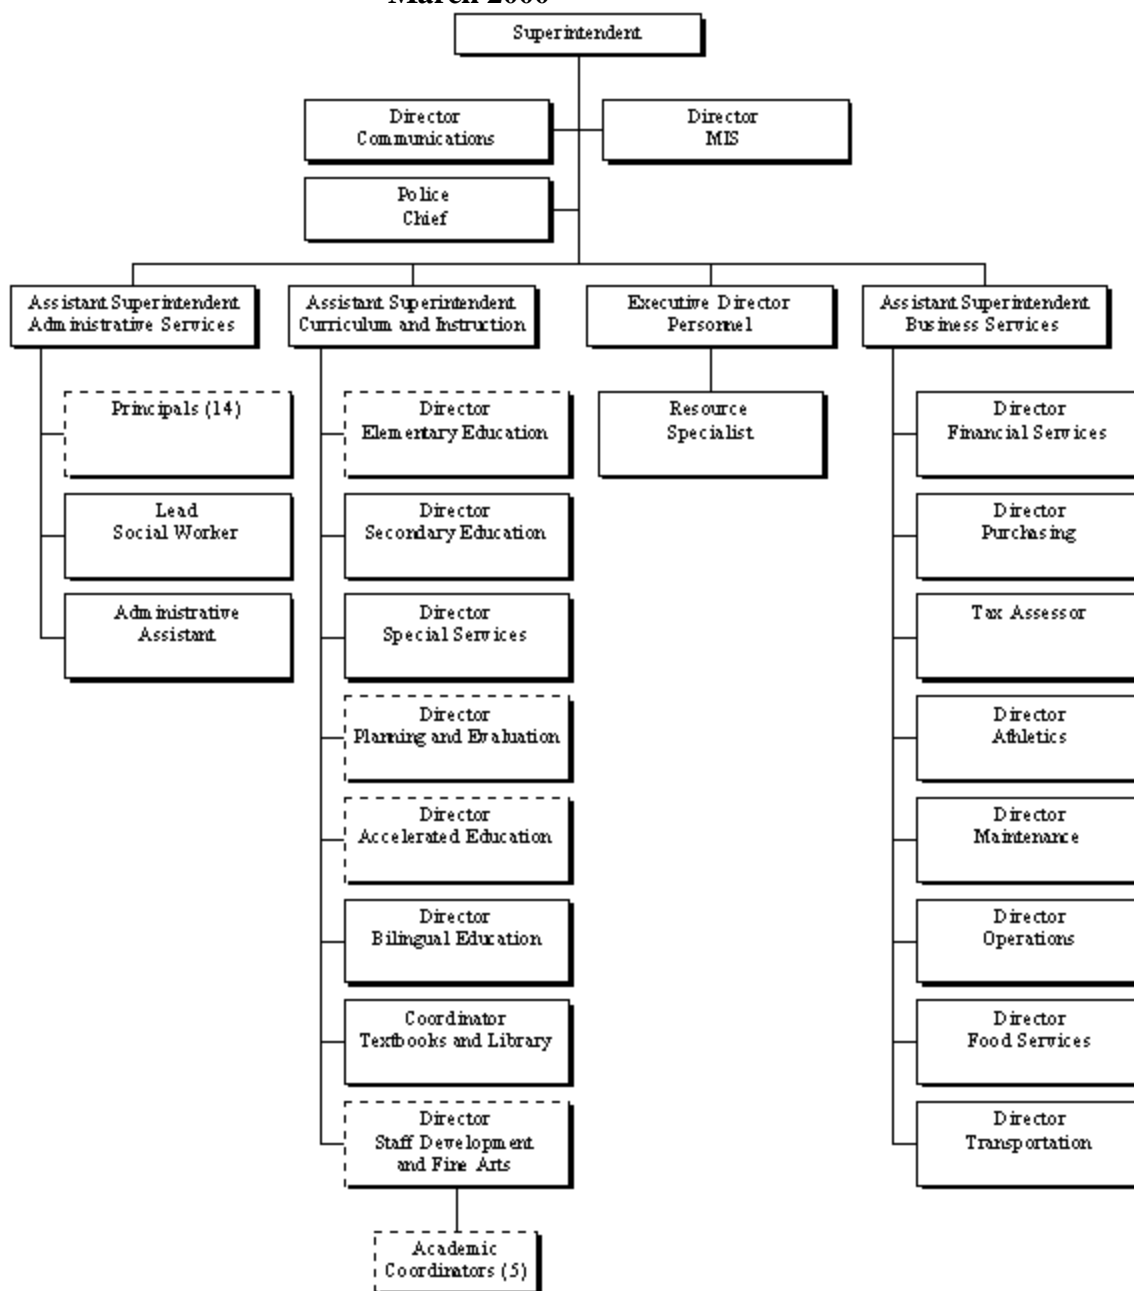 March 2000
Superintendent
Director
Communications
Director
MIS
Police
Chief
Assistant Superintendent
Administrative Services
Assistant Superintendent
Curriculum and Instruction
Executive Director
Personnel
Assistant Superintendent
Business Services
Principals (14)
Lead
Social Worker
Administrative
Assistant
Director
Elementary Education
Director
Secondary Education
Director
Special Services
Director
Planning and Evaluation
Director
Accelerated Education
Director
Bilingual Education
Coordinator
Textbooks and Library
Director
Staff Development
and Fine Arts
Academic
Coordinators (5)
Resource
Specialist
Director
Financial Services
Director
Purchasing
Tax Assessor
Director
Athletics
Director
Maintenance
Director
Operations
Director
Food Services
Director
Transportation